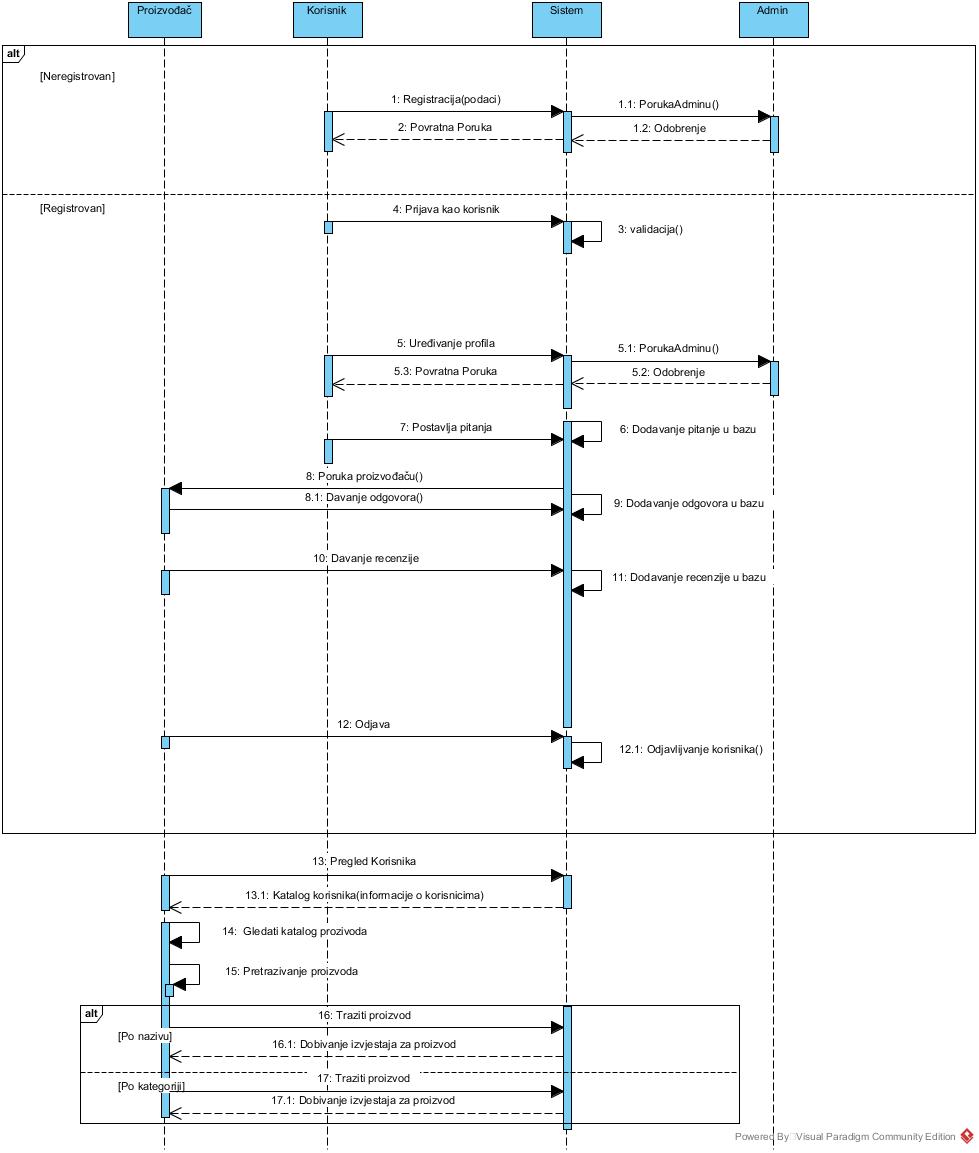 Proizvođač
Korisnik
Sistem
Admin
alt
[Neregistrovan]
1: Registracija(podaci)
1.1: PorukaAdminu()
2: Povratna Poruka
1.2: Odobrenje
[Registrovan]
4: Prijava kao korisnik
3: validacija()
5: Uređivanje profila
5.1: PorukaAdminu()
5.3: Povratna Poruka
5.2: Odobrenje
7: Postavlja pitanja
6: Dodavanje pitanje u bazu
8: Poruka proizvođaču()
8.1: Davanje odgovora()
9: Dodavanje odgovora u bazu
10: Davanje recenzije
11: Dodavanje recenzije u bazu
12: Odjava
12.1: Odjavlijvanje korisnika()
13: Pregled Korisnika
13.1: Katalog korisnika(informacije o korisnicima)
14: Gledati katalog prozivoda
15: Pretrazivanje proizvoda
alt
16: Traziti proizvod
[Po nazivu]
16.1: Dobivanje izvjestaja za proizvod
17: Traziti proizvod
[Po kategoriji]
17.1: Dobivanje izvjestaja za proizvod
Powered By Visual Paradigm Community Edition